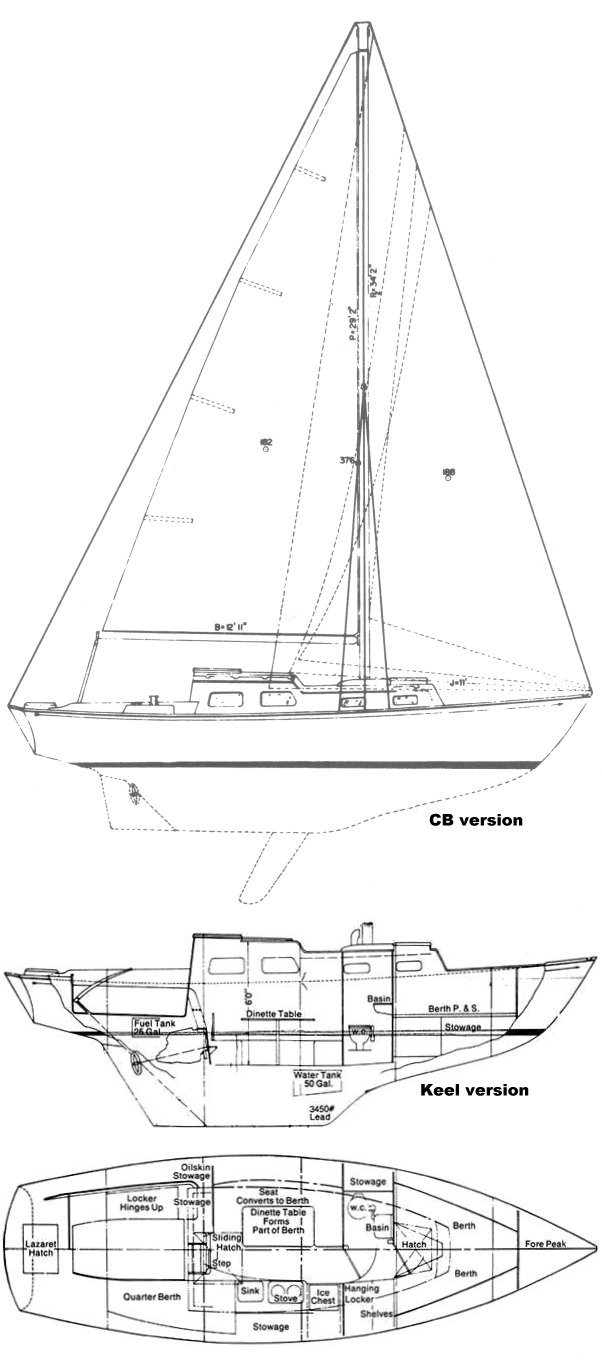 P = 29' 2"
P₂ = 34' 2"
182
376
188
B = 12' 11"
J=11'
CB version
6'0"
Basin
Dinette Table
Berth P. & S.
Fuel Tank
25 Gal.
W.C.
Stowage
Water Tank
50 Gal.
Keel version
3450#
Lead
Oilskin
Stowage
Stowage
Locker
Hinges Up
Stowage
Seat
Converts to Berth
Dinette Table
Forms
Part of Berth
W.C.
Basin
Berth
Lazaret
Hatch
Sliding
Hatch
Hatch
Fore Peak
Step
Berth
Quarter Berth
Sink
Stove
Ice
Chest
Hanging
Locker
Shelves
Stowage